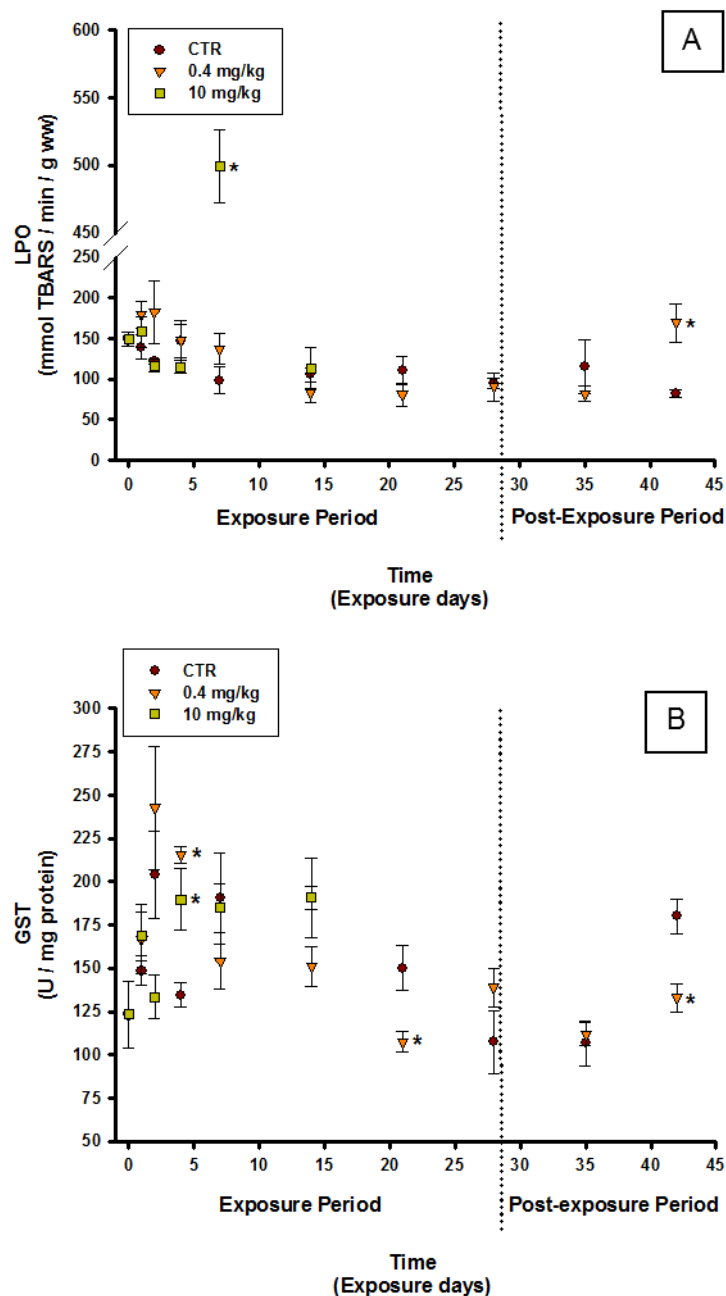 A
CTR
0.4 mg/kg
10 mg/kg
600
550
500
*
450
250
200
150
100
50
0
*
LPO
(mmol TBARS / min / g ww)
0 5 10 15 20 25 30 35 40 45
Exposure Period Post-Exposure Period
Time
(Exposure days)
B
CTR
0.4 mg/kg
10 mg/kg
300
275
250
225
200
175
150
125
100
75
50
*
*
*
*
GST
(U / mg protein)
0 5 10 15 20 25 30 35 40 45
Exposure Period Post-exposure Period
Time
(Exposure days)